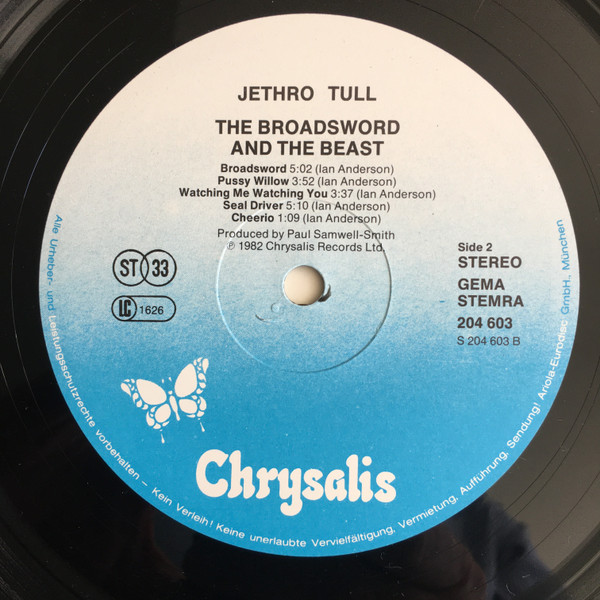 JETHRO TULL
THE BROADSWORD
AND THE BEAST
Broadsword 5:02 (Ian Anderson)
Pussy Willow 3:52 (Ian Anderson)
Watching Me Watching You 3:37 (Ian Anderson)
Seal Driver 5:10 (Ian Anderson)
Cheerio 1:09 (Ian Anderson)
Produced by Paul Samwell-Smith
℗ 1982 Chrysalis Records Ltd.
ST 33
LC 1626
Side 2
STEREO
GEMA
STEMRA
204 603
S 204 603 B
Chrysalis
Alle Urheber- und Leistungsschutzrechte vorbehalten – Kein Verleih! Keine unerlaubte Vervielfältigung, Vermietung, Aufführung, Sendung! Ariola-Eurodisc GmbH., München